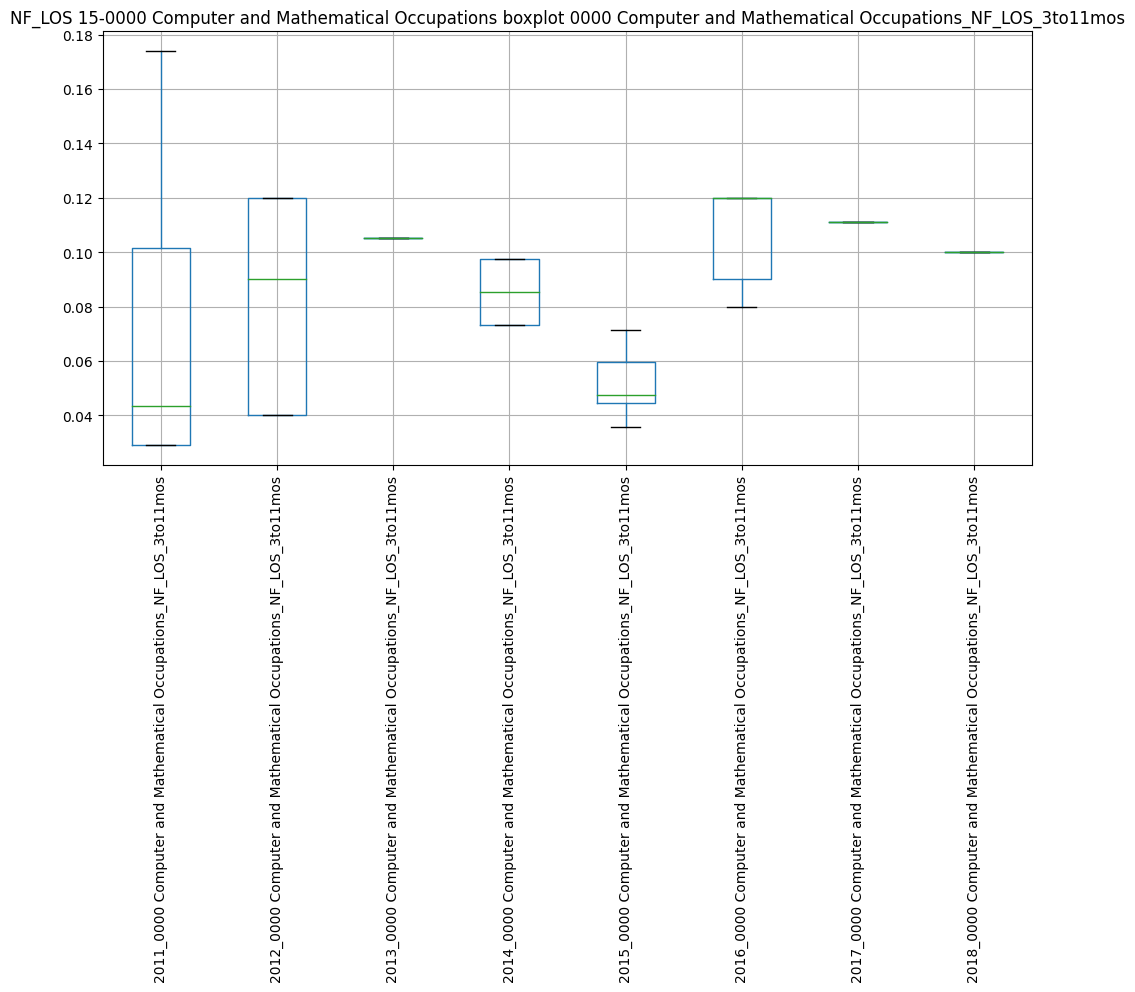 NF_LOS 15-0000 Computer and Mathematical Occupations boxplot 0000 Computer and Mathematical Occupations_NF_LOS_3to11mos
0.18
0.16
0.14
0.12
0.10
0.08
0.06
0.04
2011_0000 Computer and Mathematical Occupations_NF_LOS_3to11mos
2012_0000 Computer and Mathematical Occupations_NF_LOS_3to11mos
2013_0000 Computer and Mathematical Occupations_NF_LOS_3to11mos
2014_0000 Computer and Mathematical Occupations_NF_LOS_3to11mos
2015_0000 Computer and Mathematical Occupations_NF_LOS_3to11mos
2016_0000 Computer and Mathematical Occupations_NF_LOS_3to11mos
2017_0000 Computer and Mathematical Occupations_NF_LOS_3to11mos
2018_0000 Computer and Mathematical Occupations_NF_LOS_3to11mos